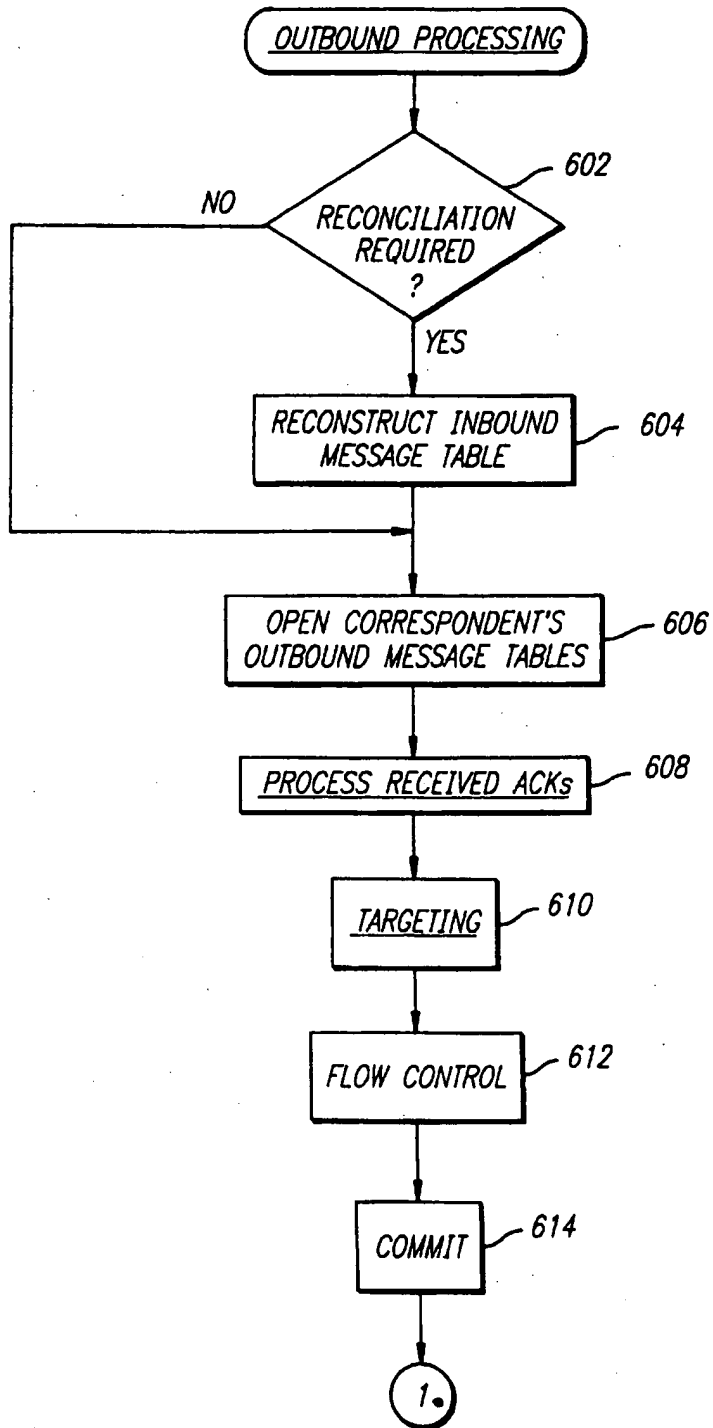 OUTBOUND PROCESSING
602
NO
RECONCILIATION
REQUIRED
?
YES
RECONSTRUCT INBOUND
MESSAGE TABLE
604
OPEN CORRESPONDENT'S
OUTBOUND MESSAGE TABLES
606
PROCESS RECEIVED ACKs
608
TARGETING
610
FLOW CONTROL
612
COMMIT
614
1.